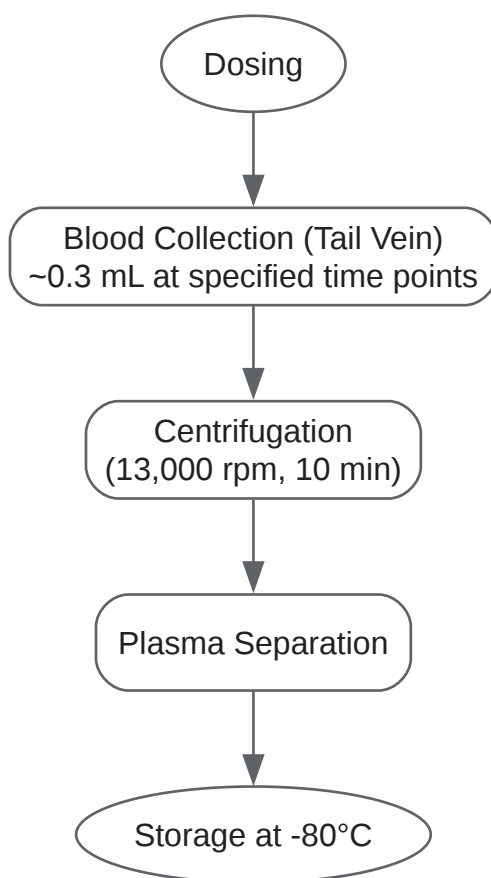 Dosing
Blood Collection (Tail Vein)
~0.3 mL at specified time points
Centrifugation
(13,000 rpm, 10 min)
Plasma Separation
Storage at -80°C